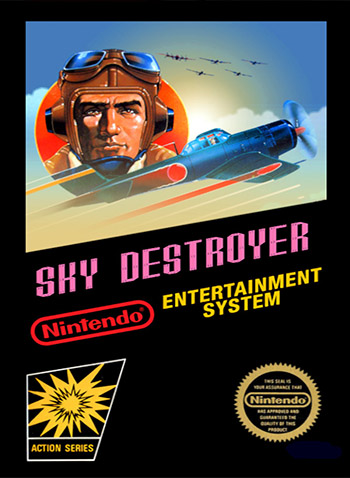 SKY DESTROYER
Nintendo
ENTERTAINMENT
SYSTEM
ACTION SERIES
THIS SEAL IS
YOUR ASSURANCE THAT
Nintendo
HAS APPROVED AND
GUARANTEED THE
QUALITY OF THIS
PRODUCT